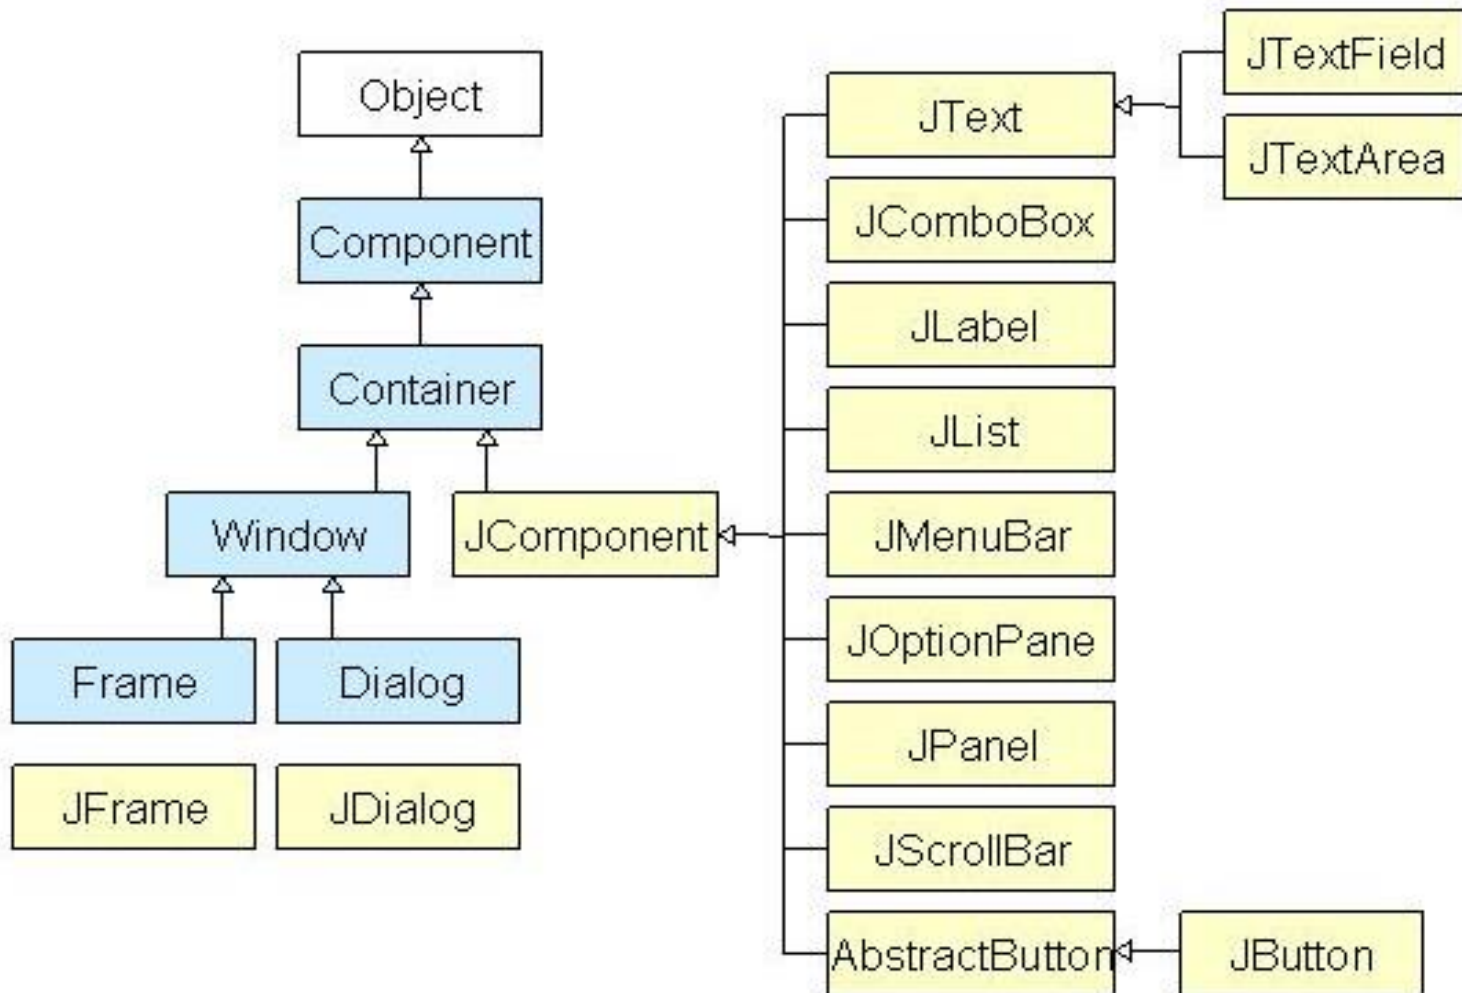 Object
Component
Container
Window
JComponent
Frame
Dialog
JFrame
JDialog
JText
JComboBox
JLabel
JList
JMenuBar
JOptionPane
JPanel
JScrollBar
AbstractButton
JTextField
JTextArea
JButton